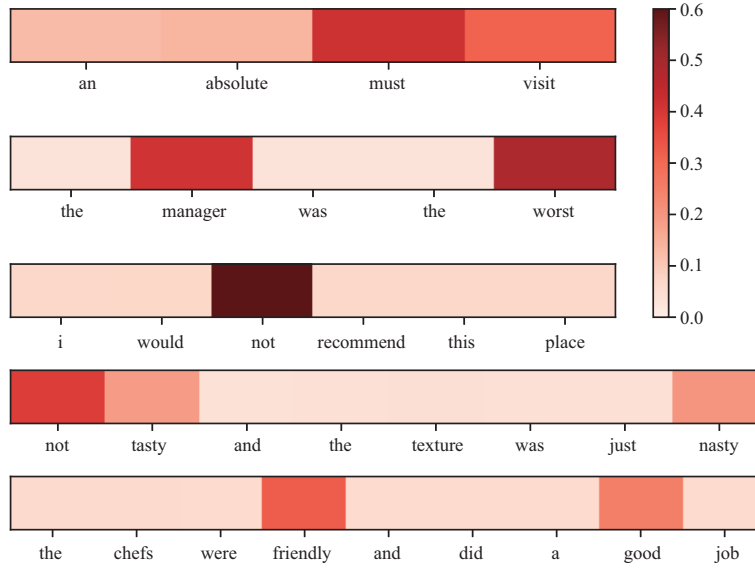 an absolute must visit
the manager was the worst
i would not recommend this place
not tasty and the texture was just nasty
the chefs were friendly and did a good job
0.6
0.5
0.4
0.3
0.2
0.1
0.0